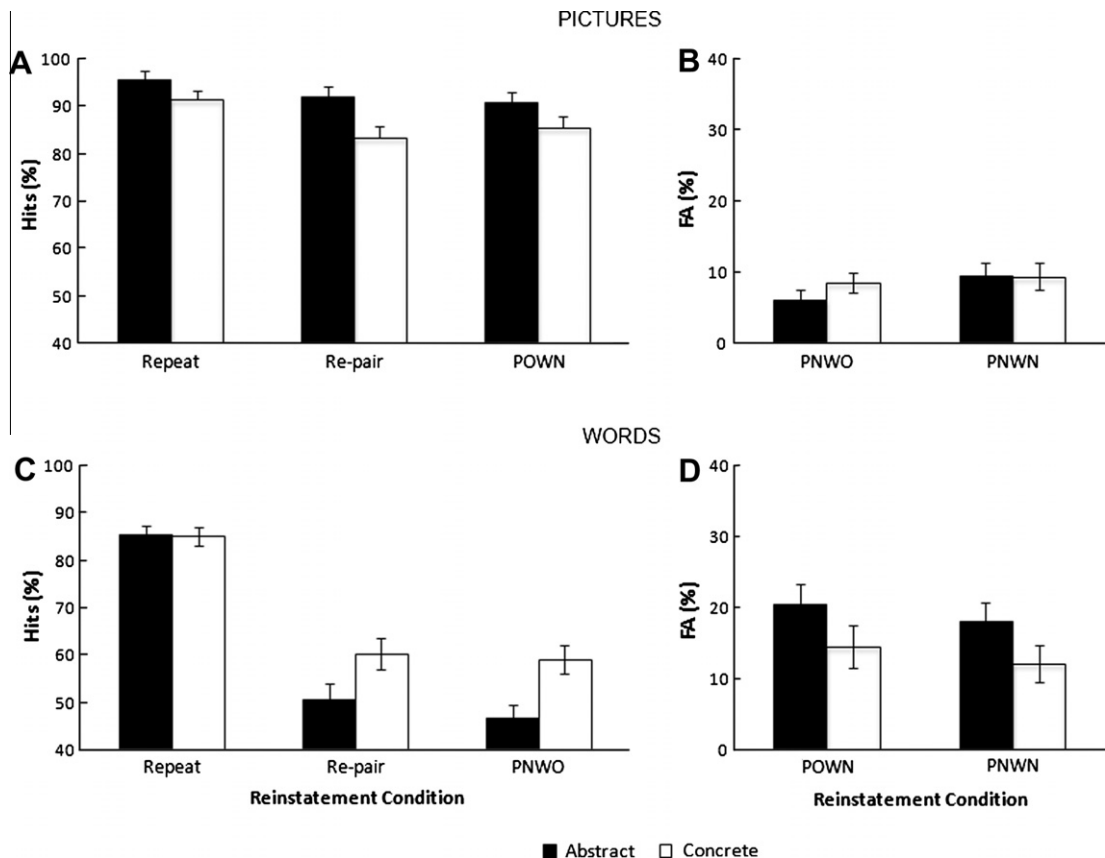 PICTURES
A
Hits (%)
100
90
80
70
60
50
40
Repeat Re-pair POWN
B
FA (%)
40
30
20
10
0
PNWO PNWN
WORDS
C
Hits (%)
100
90
80
70
60
50
40
Repeat Re-pair PNWO
Reinstatement Condition
D
FA (%)
40
30
20
10
0
POWN PNWN
Reinstatement Condition
Abstract Concrete